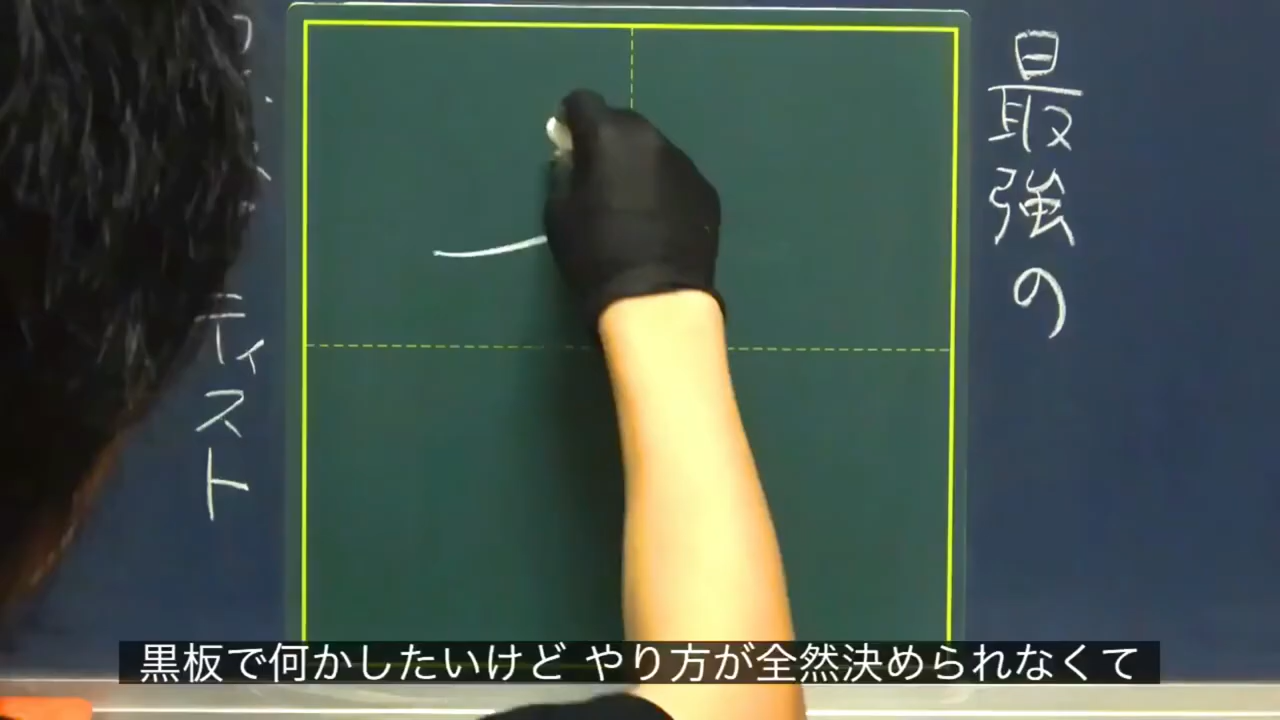 最強の
ティスト
黒板で何かしたいけど やり方が全然決められなくて